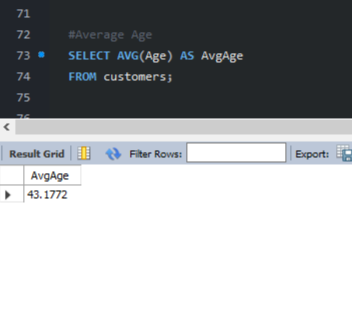 71
72 #Average Age
73 SELECT AVG(Age) AS AvgAge
74 FROM customers;
75
76
Result Grid Filter Rows: Export:
AvgAge
43.1772